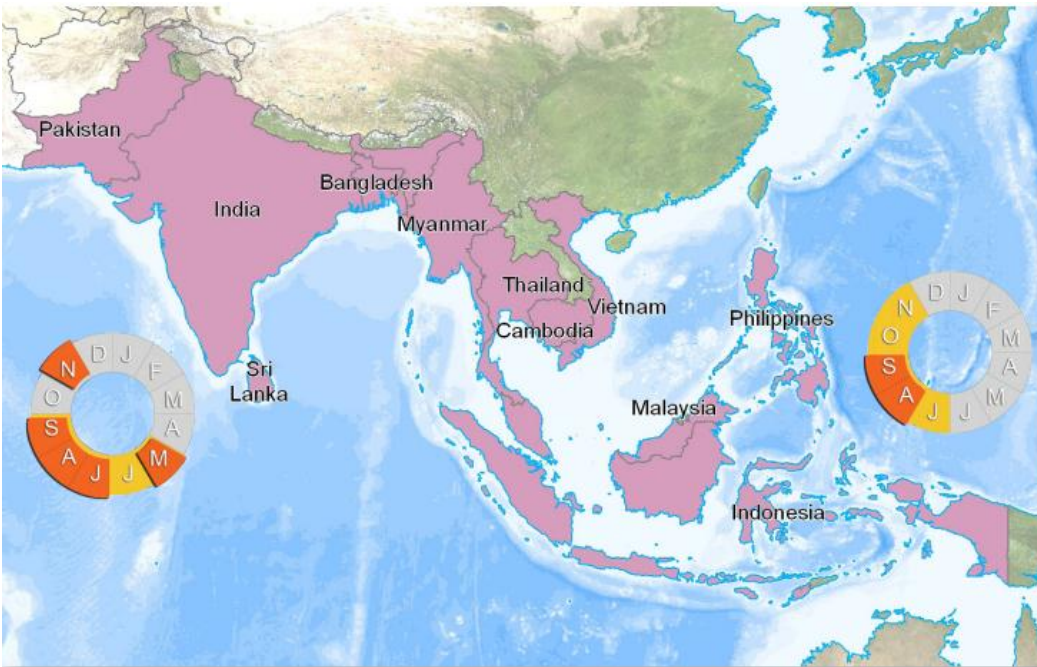 Pakistan
India
Bangladesh
Myanmar
Thailand
Vietnam
Cambodia
Philippines
Sri
Lanka
Malaysia
Indonesia
J
F
M
A
M
J
J
A
S
O
N
D
J
F
M
A
M
J
J
A
S
O
N
D